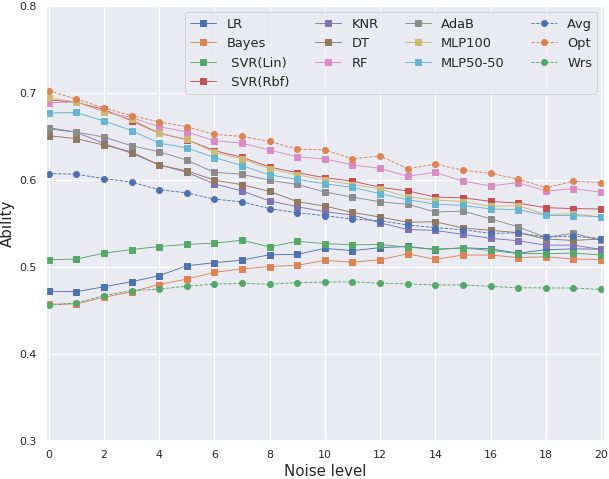 0.8
0.7
0.6
0.5
0.4
0.3
Ability
LR KNR AdaB Avg
Bayes DT MLP100 Opt
SVR(Lin) RF MLP50-50 Wrs
SVR(Rbf)
0 2 4 6 8 10 12 14 16 18 20
Noise level